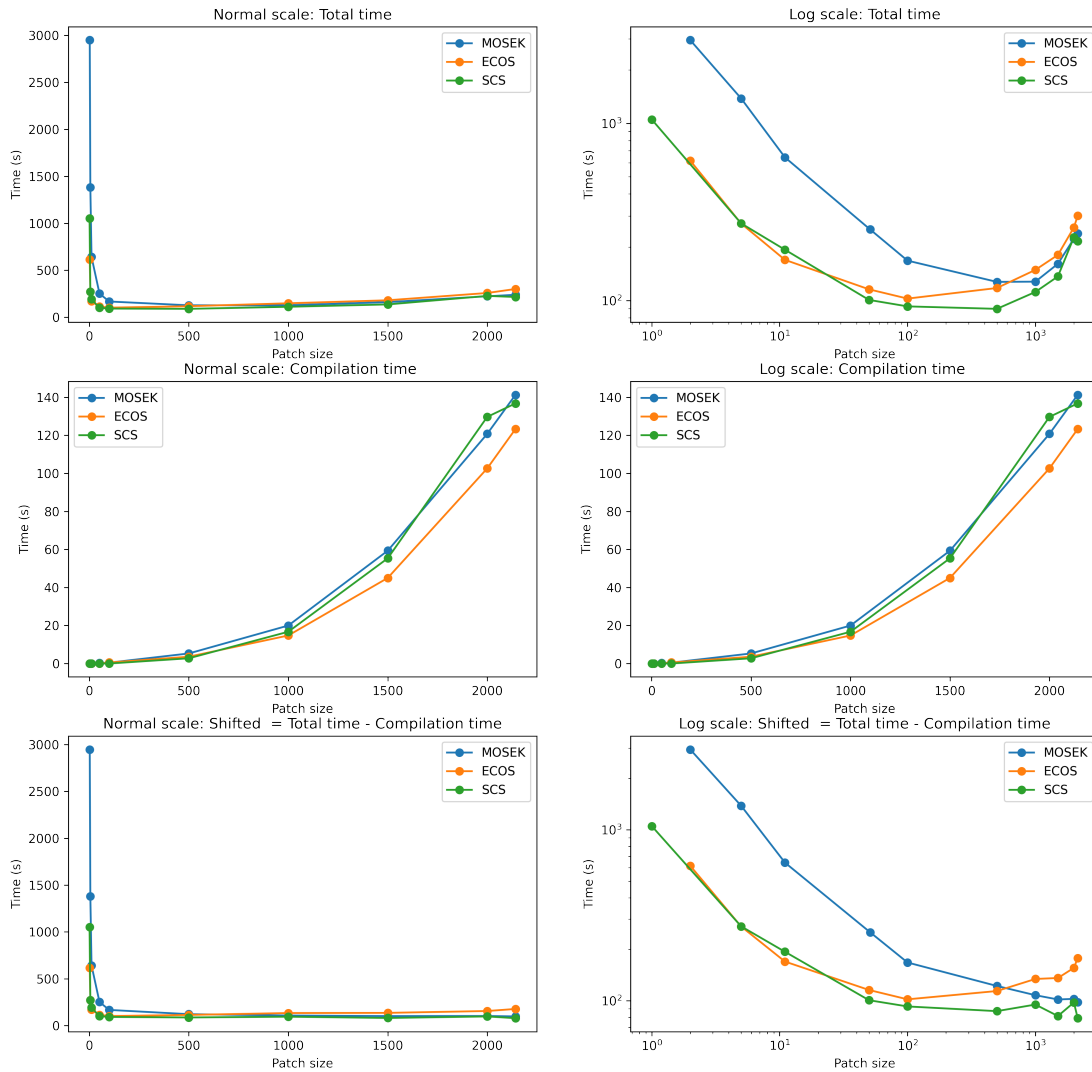 Normal scale: Total time
3000
2500
2000
1500
1000
500
0
Time (s)
MOSEK
ECOS
SCS
0 500 1000 1500 2000
Patch size
Log scale: Total time
10³
10²
Time (s)
MOSEK
ECOS
SCS
10⁰ 10¹ 10² 10³
Patch size
Normal scale: Compilation time
140
120
100
80
60
40
20
0
Time (s)
MOSEK
ECOS
SCS
0 500 1000 1500 2000
Patch size
Log scale: Compilation time
140
120
100
80
60
40
20
0
Time (s)
MOSEK
ECOS
SCS
0 500 1000 1500 2000
Patch size
Normal scale: Shifted = Total time - Compilation time
3000
2500
2000
1500
1000
500
0
Time (s)
MOSEK
ECOS
SCS
0 500 1000 1500 2000
Patch size
Log scale: Shifted = Total time - Compilation time
10³
10²
Time (s)
MOSEK
ECOS
SCS
10⁰ 10¹ 10² 10³
Patch size